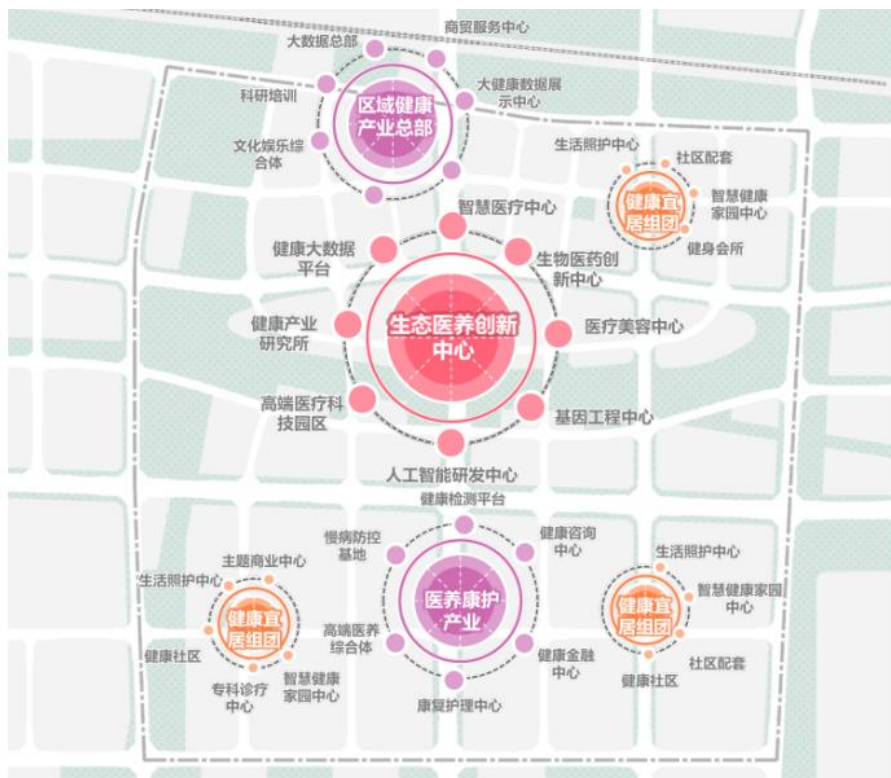 商贸服务中心
大数据总部
科研培训
大健康数据展
示中心
区域健康
产业总部
文化娱乐综
合体
生活照护中心
社区配套
智慧健康
家园中心
健康宜
居组团
健身会所
智慧医疗中心
健康大数据
平台
生物医药创
新中心
健康产业
研究所
生态医养创新
中心
医疗美容中心
高端医疗科
技园区
基因工程中心
人工智能研发中心
健康检测平台
慢病防控
基地
健康咨询
中心
医养康护
产业
高端医养
综合体
健康金融
中心
康复护理中心
主题商业中心
生活照护中心
健康宜
居组团
健康社区
专科诊疗
中心
智慧健康
家园中心
生活照护中心
智慧健康家园
中心
健康宜
居组团
社区配套
健康社区